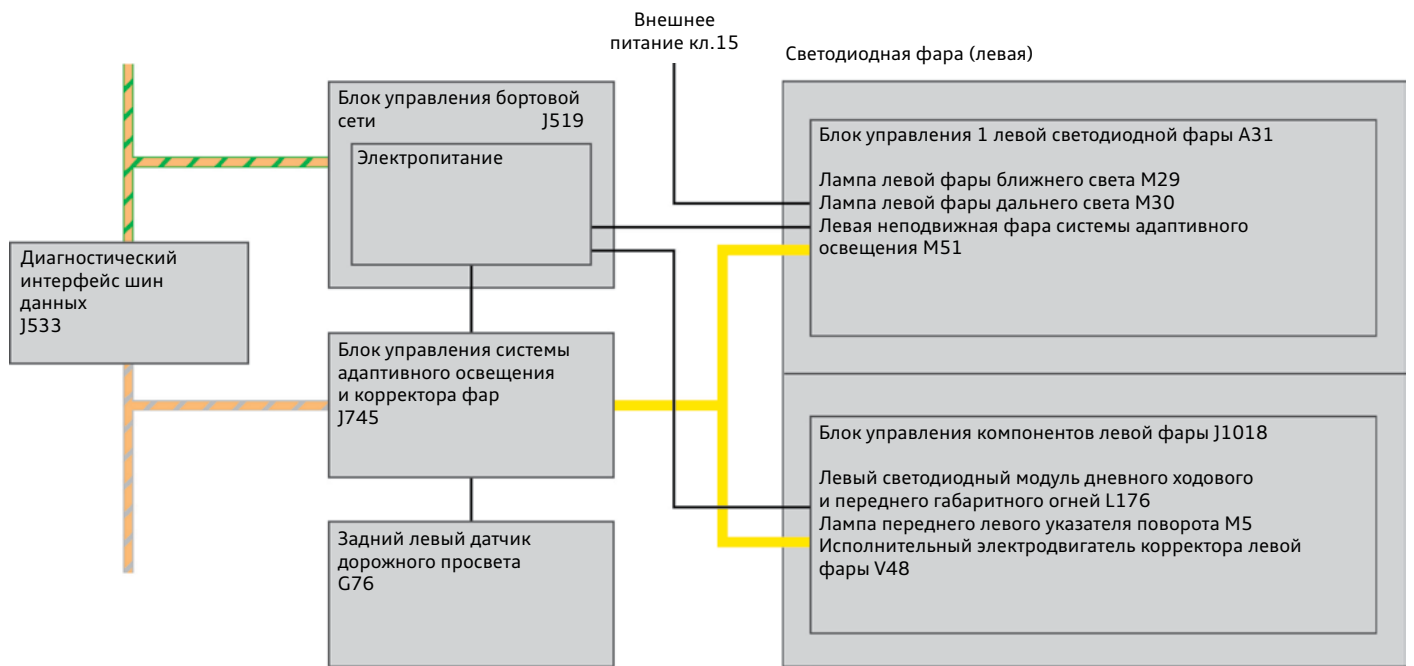 Внешнее
питание кл.15
Светодиодная фара (левая)
Блок управления бортовой
сети J519
Электропитание
Диагностический
интерфейс шин
данных
J533
Блок управления системы
адаптивного освещения
и корректора фар
J745
Задний левый датчик
дорожного просвета
G76
Блок управления 1 левой светодиодной фары A31
Лампа левой фары ближнего света M29
Лампа левой фары дальнего света M30
Левая неподвижная фара системы адаптивного
освещения M51
Блок управления компонентов левой фары J1018
Левый светодиодный модуль дневного ходового
и переднего габаритного огней L176
Лампа переднего левого указателя поворота M5
Исполнительный электродвигатель корректора левой
фары V48